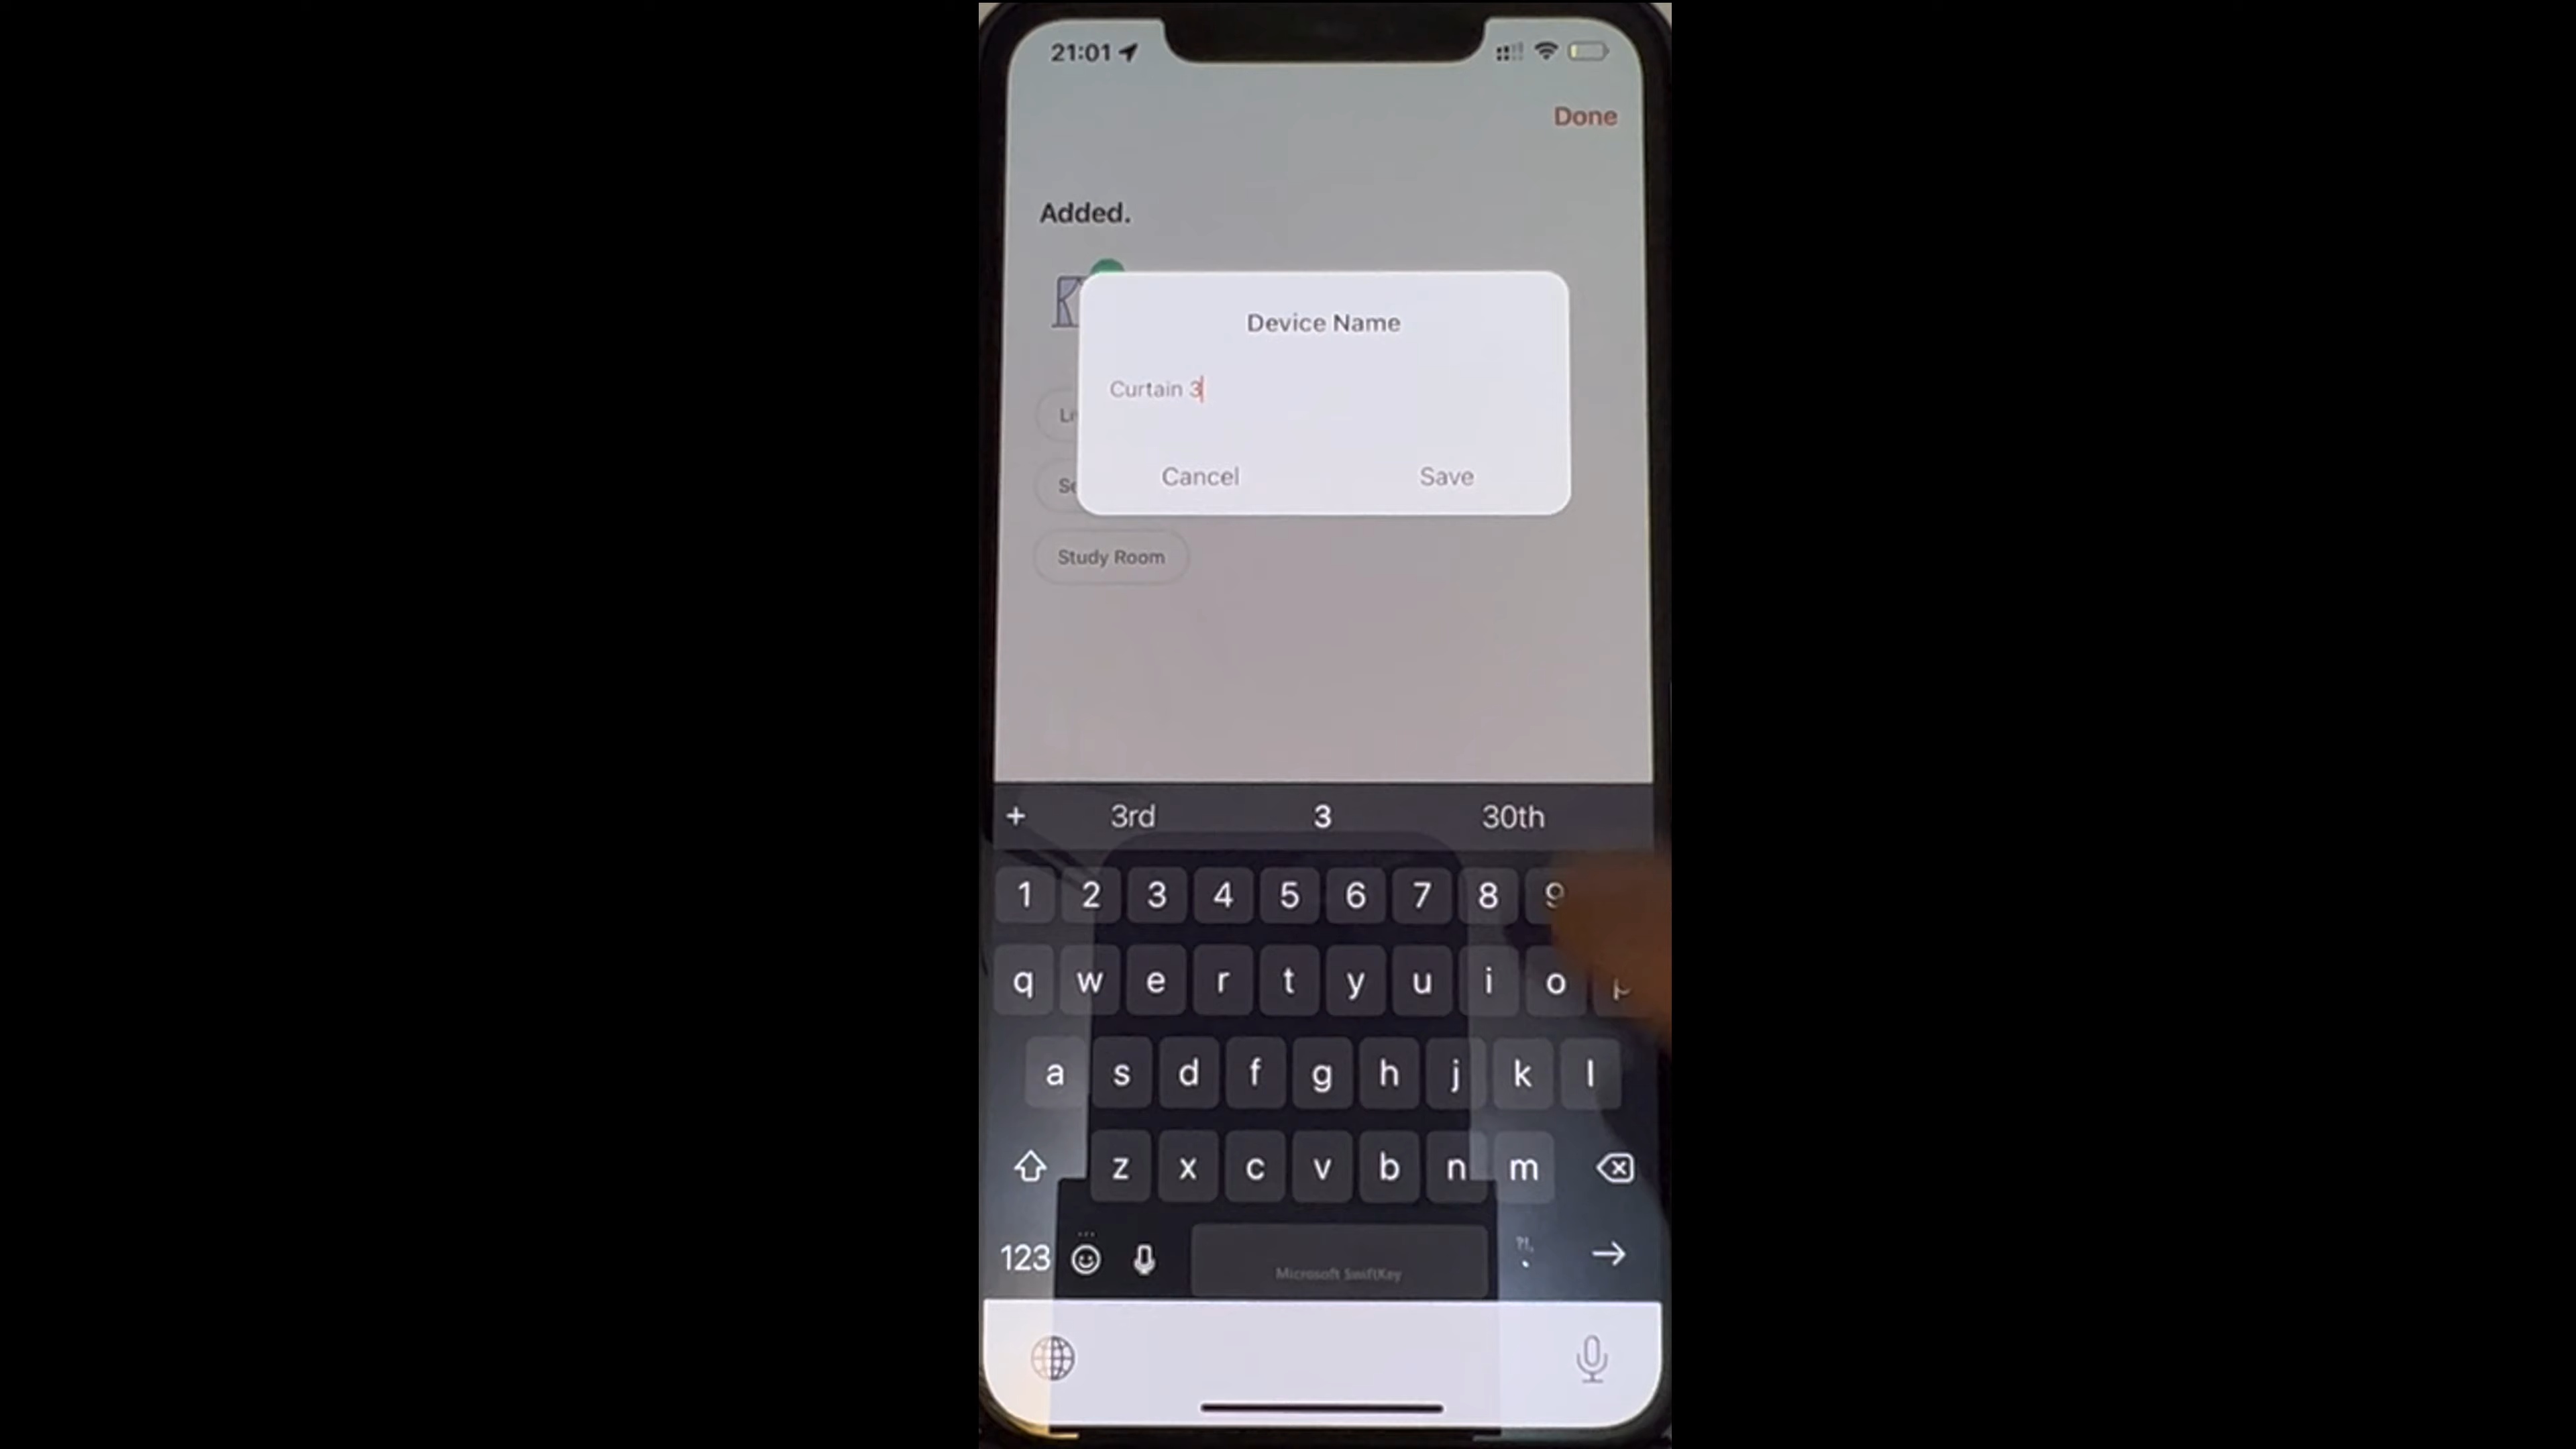 21:01
Done
Added.
Device Name
Curtain 3
Cancel Save
Study Room
+ 3rd 3 30th
1 2 3 4 5 6 7 8 9
q w e r t y u i o p
a s d f g h j k l
z x c v b n m
123 ?!, .
Microsoft SwiftKey